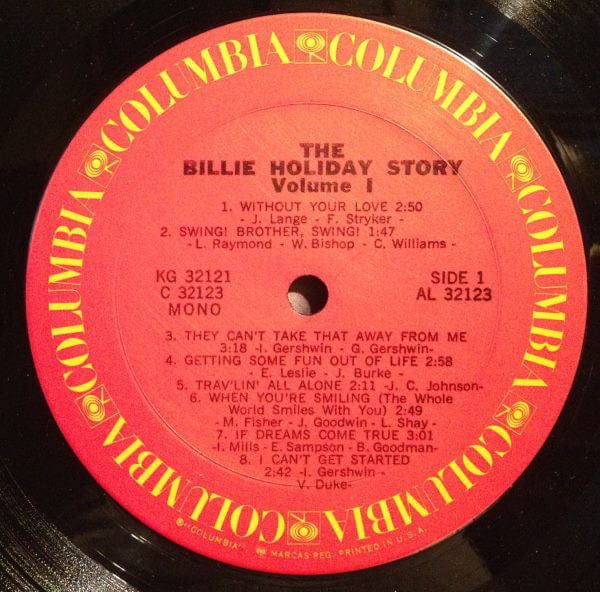 COLUMBIA COLUMBIA COLUMBIA COLUMBIA COLUMBIA COLUMBIA
THE
BILLIE HOLIDAY STORY
Volume I
1. WITHOUT YOUR LOVE 2:50
- J. Lange - F. Stryker -
2. SWING! BROTHER, SWING! 1:47
- L. Raymond - W. Bishop - C. Williams -
KG 32121
C 32123
MONO
SIDE 1
AL 32123
3. THEY CAN'T TAKE THAT AWAY FROM ME
3:18 -I. Gershwin - G. Gershwin-
4. GETTING SOME FUN OUT OF LIFE 2:58
- E. Leslie - J. Burke -
5. TRAV'LIN' ALL ALONE 2:11 -J. C. Johnson-
6. WHEN YOU'RE SMILING (The Whole
World Smiles With You) 2:49
-M. Fisher - J. Goodwin - L. Shay-
7. IF DREAMS COME TRUE 3:01
-I. Mills - E. Sampson - B. Goodman-
8. I CAN'T GET STARTED
2:42 -I. Gershwin -
V. Duke-
® "COLUMBIA", MARCAS REG. PRINTED IN U.S.A.